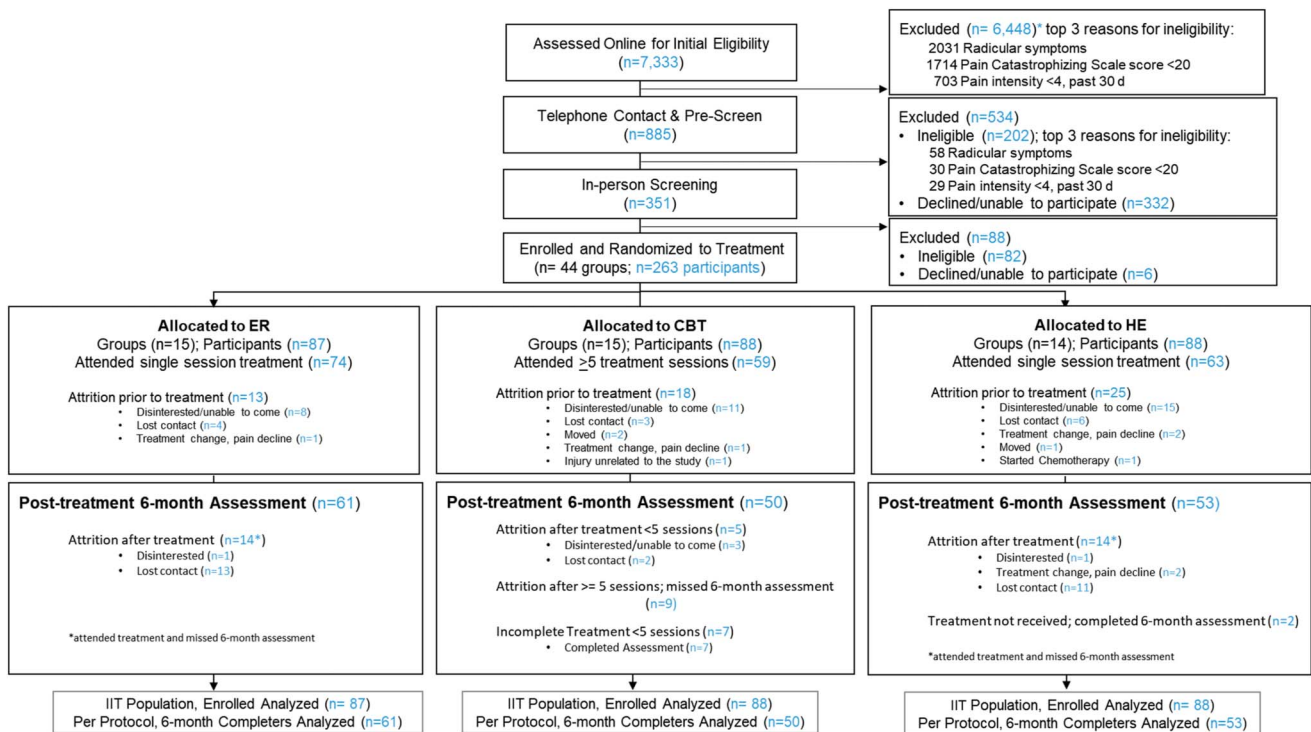 Assessed Online for Initial Eligibility
(n=7,333)
Excluded (n= 6,448)* top 3 reasons for ineligibility:
2031 Radicular symptoms
1714 Pain Catastrophizing Scale score <20
703 Pain intensity <4, past 30 d
Telephone Contact & Pre-Screen
(n=885)
Excluded (n=534)
• Ineligible (n=202); top 3 reasons for ineligibility:
58 Radicular symptoms
30 Pain Catastrophizing Scale score <20
29 Pain intensity <4, past 30 d
• Declined/unable to participate (n=332)
In-person Screening
(n=351)
Excluded (n=88)
• Ineligible (n=82)
• Declined/unable to participate (n=6)
Enrolled and Randomized to Treatment
(n= 44 groups; n=263 participants)
Allocated to ER
Groups (n=15); Participants (n=87)
Attended single session treatment (n=74)
Attrition prior to treatment (n=13)
• Disinterested/unable to come (n=8)
• Lost contact (n=4)
• Treatment change, pain decline (n=1)
Allocated to CBT
Groups (n=15); Participants (n=88)
Attended >5 treatment sessions (n=59)
Attrition prior to treatment (n=18)
• Disinterested/unable to come (n=11)
• Lost contact (n=3)
• Moved (n=2)
• Treatment change, pain decline (n=1)
• Injury unrelated to the study (n=1)
Allocated to HE
Groups (n=14); Participants (n=88)
Attended single session treatment (n=63)
Attrition prior to treatment (n=25)
• Disinterested/unable to come (n=15)
• Lost contact (n=6)
• Treatment change, pain decline (n=2)
• Moved (n=1)
• Started Chemotherapy (n=1)
Post-treatment 6-month Assessment (n=61)
Attrition after treatment (n=14*)
• Disinterested (n=1)
• Lost contact (n=13)
*attended treatment and missed 6-month assessment
Post-treatment 6-month Assessment (n=50)
Attrition after treatment <5 sessions (n=5)
• Disinterested/unable to come (n=3)
• Lost contact (n=2)
Attrition after >= 5 sessions; missed 6-month assessment
(n=9)
Incomplete Treatment <5 sessions (n=7)
• Completed Assessment (n=7)
Post-treatment 6-month Assessment (n=53)
Attrition after treatment (n=14*)
• Disinterested (n=1)
• Treatment change, pain decline (n=2)
• Lost contact (n=11)
Treatment not received; completed 6-month assessment (n=2)
*attended treatment and missed 6-month assessment
IIT Population, Enrolled Analyzed (n= 87)
Per Protocol, 6-month Completers Analyzed (n=61)
IIT Population, Enrolled Analyzed (n= 88)
Per Protocol, 6-month Completers Analyzed (n=50)
IIT Population, Enrolled Analyzed (n= 88)
Per Protocol, 6-month Completers Analyzed (n=53)